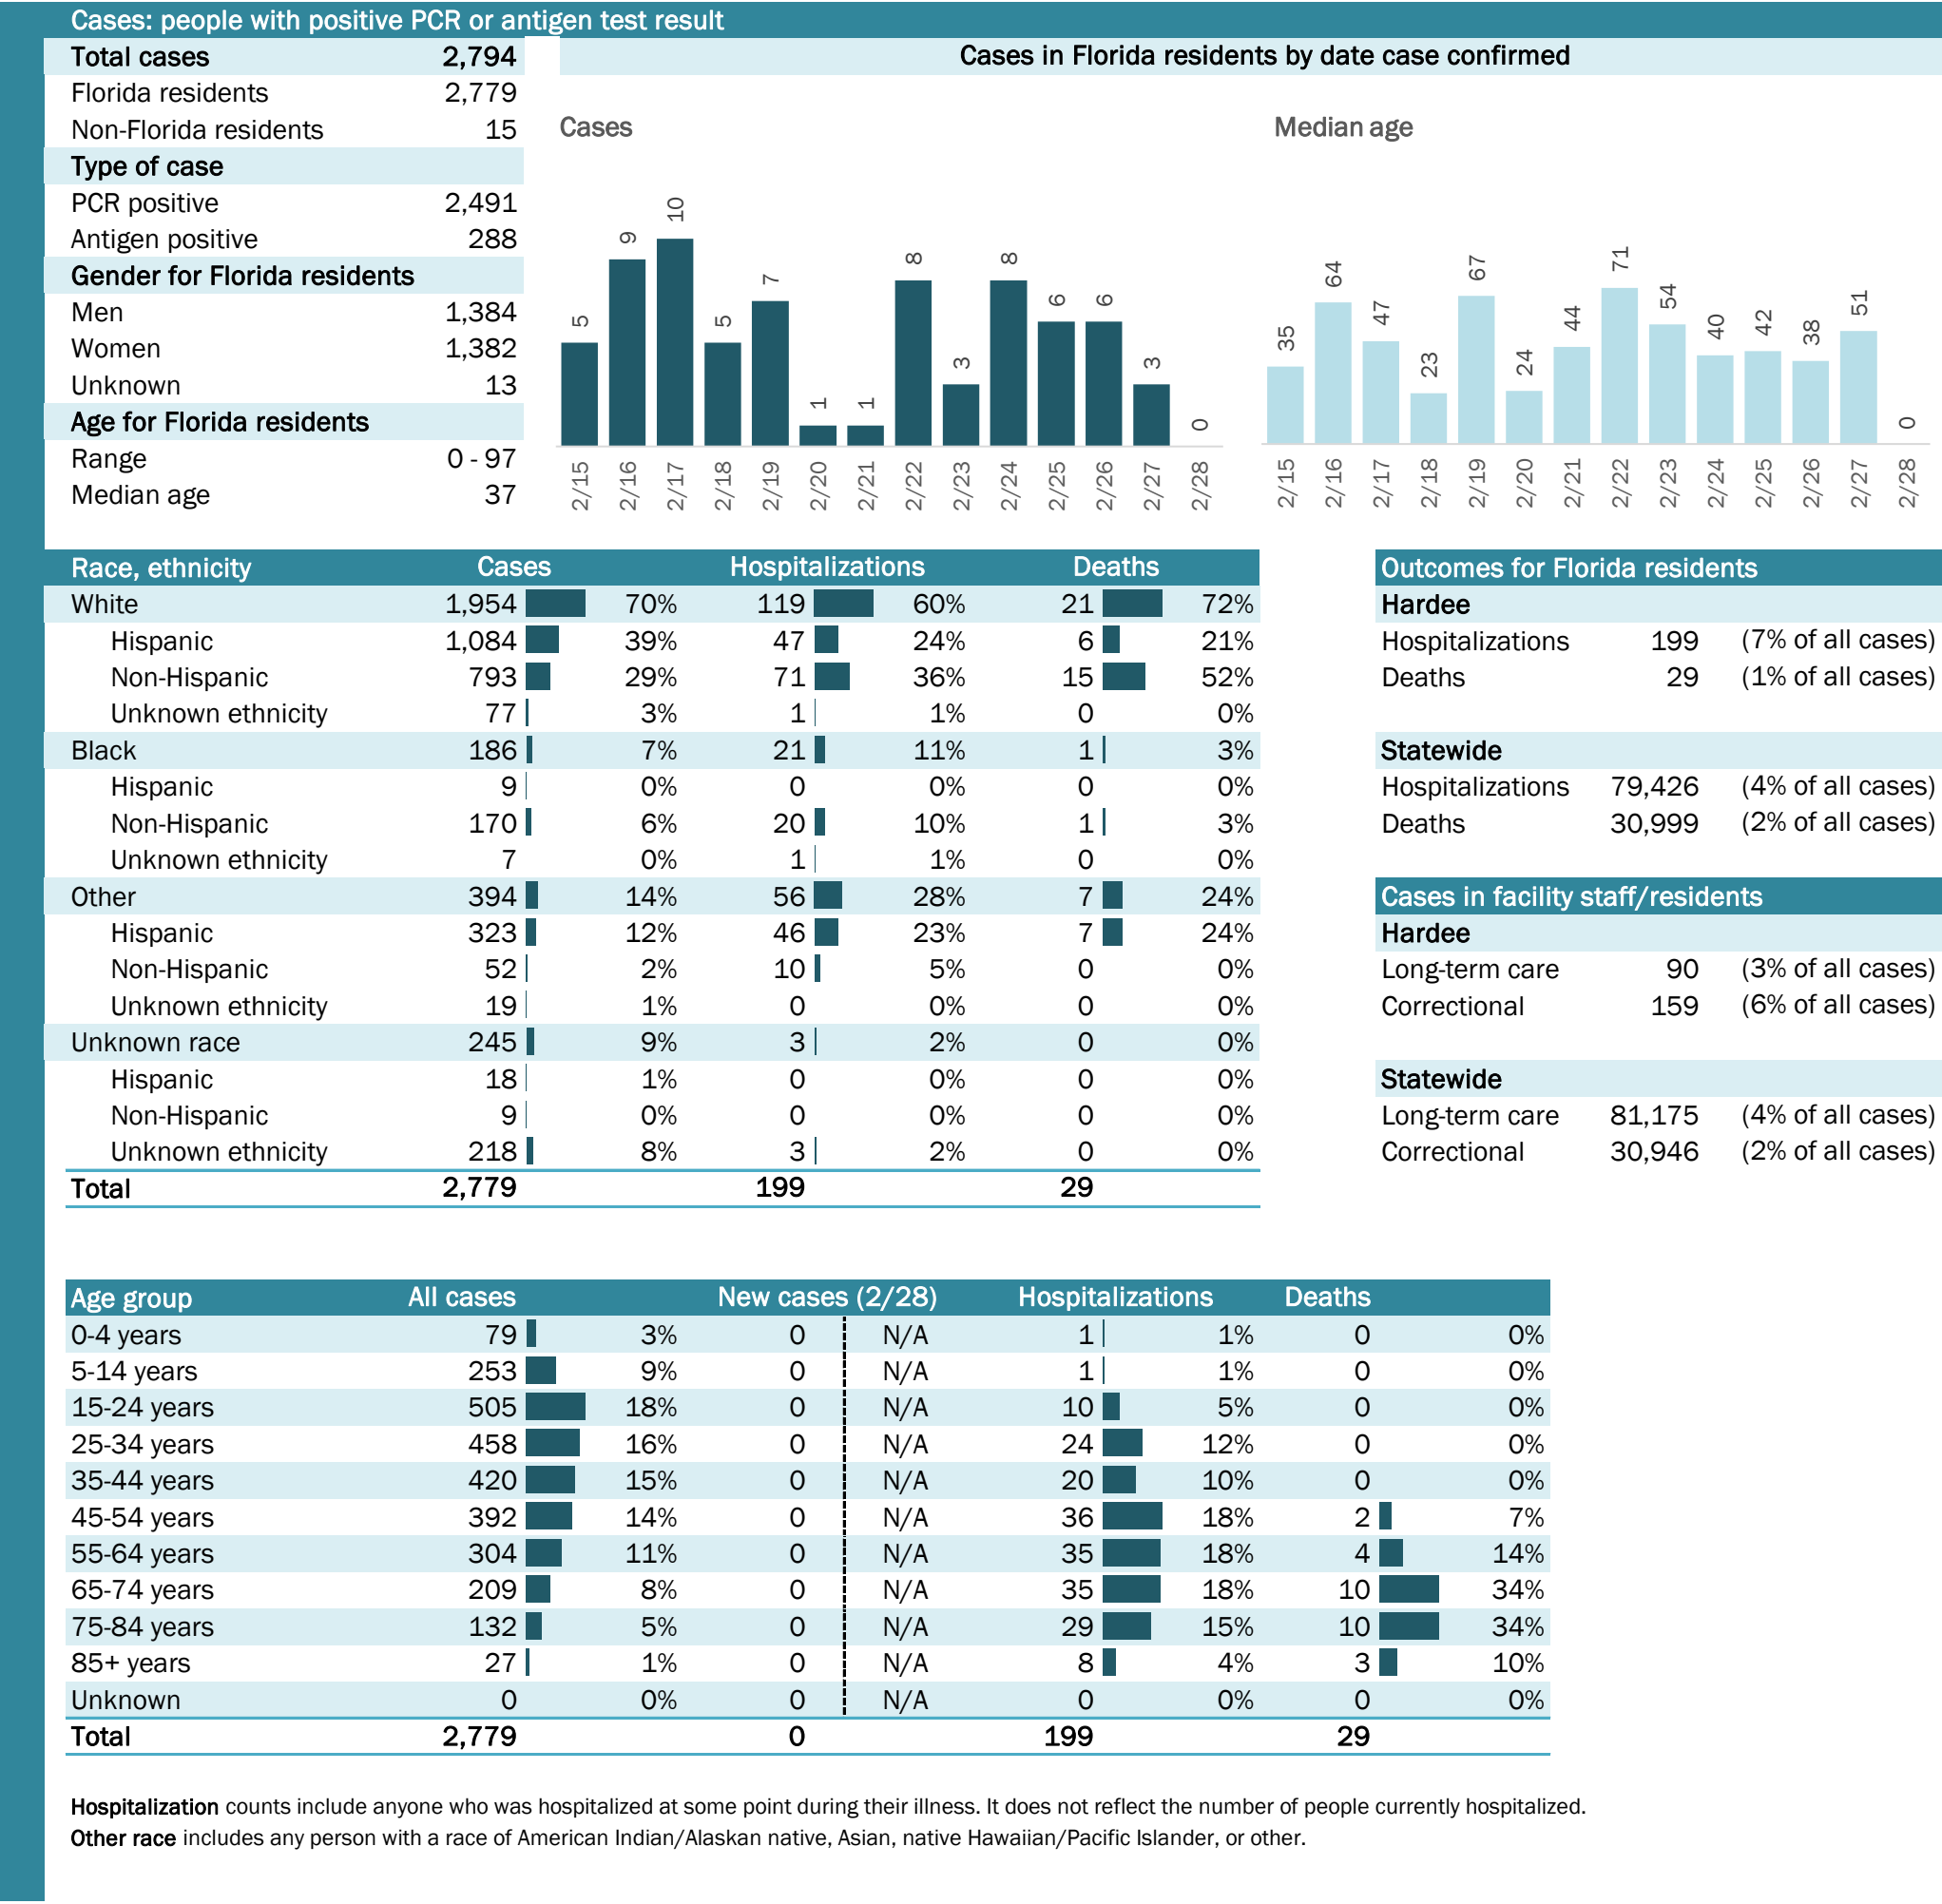 Cases: people with positive PCR or antigen test result
Total cases 2,794
Florida residents 2,779
Non-Florida residents 15
Type of case
PCR positive 2,491
Antigen positive 288
Gender for Florida residents
Men 1,384
Women 1,382
Unknown 13
Age for Florida residents
Range 0 - 97
Median age 37
Cases in Florida residents by date case confirmed
Cases
5 9 10 5 7 1 1 8 3 8 6 6 3 0
2/15 2/16 2/17 2/18 2/19 2/20 2/21 2/22 2/23 2/24 2/25 2/26 2/27 2/28
Median age
35 64 47 23 67 24 44 71 54 40 42 38 51 0
2/15 2/16 2/17 2/18 2/19 2/20 2/21 2/22 2/23 2/24 2/25 2/26 2/27 2/28
Race, ethnicity Cases Hospitalizations Deaths
White 1,954 70% 119 60% 21 72%
Hispanic 1,084 39% 47 24% 6 21%
Non-Hispanic 793 29% 71 36% 15 52%
Unknown ethnicity 77 3% 1 1% 0 0%
Black 186 7% 21 11% 1 3%
Hispanic 9 0% 0 0% 0 0%
Non-Hispanic 170 6% 20 10% 1 3%
Unknown ethnicity 7 0% 1 1% 0 0%
Other 394 14% 56 28% 7 24%
Hispanic 323 12% 46 23% 7 24%
Non-Hispanic 52 2% 10 5% 0 0%
Unknown ethnicity 19 1% 0 0% 0 0%
Unknown race 245 9% 3 2% 0 0%
Hispanic 18 1% 0 0% 0 0%
Non-Hispanic 9 0% 0 0% 0 0%
Unknown ethnicity 218 8% 3 2% 0 0%
Total 2,779 199 29
Outcomes for Florida residents
Hardee
Hospitalizations 199 (7% of all cases)
Deaths 29 (1% of all cases)
Statewide
Hospitalizations 79,426 (4% of all cases)
Deaths 30,999 (2% of all cases)
Cases in facility staff/residents
Hardee
Long-term care 90 (3% of all cases)
Correctional 159 (6% of all cases)
Statewide
Long-term care 81,175 (4% of all cases)
Correctional 30,946 (2% of all cases)
Age group All cases New cases (2/28) Hospitalizations Deaths
0-4 years 79 3% 0 N/A 1 1% 0 0%
5-14 years 253 9% 0 N/A 1 1% 0 0%
15-24 years 505 18% 0 N/A 10 5% 0 0%
25-34 years 458 16% 0 N/A 24 12% 0 0%
35-44 years 420 15% 0 N/A 20 10% 0 0%
45-54 years 392 14% 0 N/A 36 18% 2 7%
55-64 years 304 11% 0 N/A 35 18% 4 14%
65-74 years 209 8% 0 N/A 35 18% 10 34%
75-84 years 132 5% 0 N/A 29 15% 10 34%
85+ years 27 1% 0 N/A 8 4% 3 10%
Unknown 0 0% 0 N/A 0 0% 0 0%
Total 2,779 0 199 29
Hospitalization counts include anyone who was hospitalized at some point during their illness. It does not reflect the number of people currently hospitalized.
Other race includes any person with a race of American Indian/Alaskan native, Asian, native Hawaiian/Pacific Islander, or other.